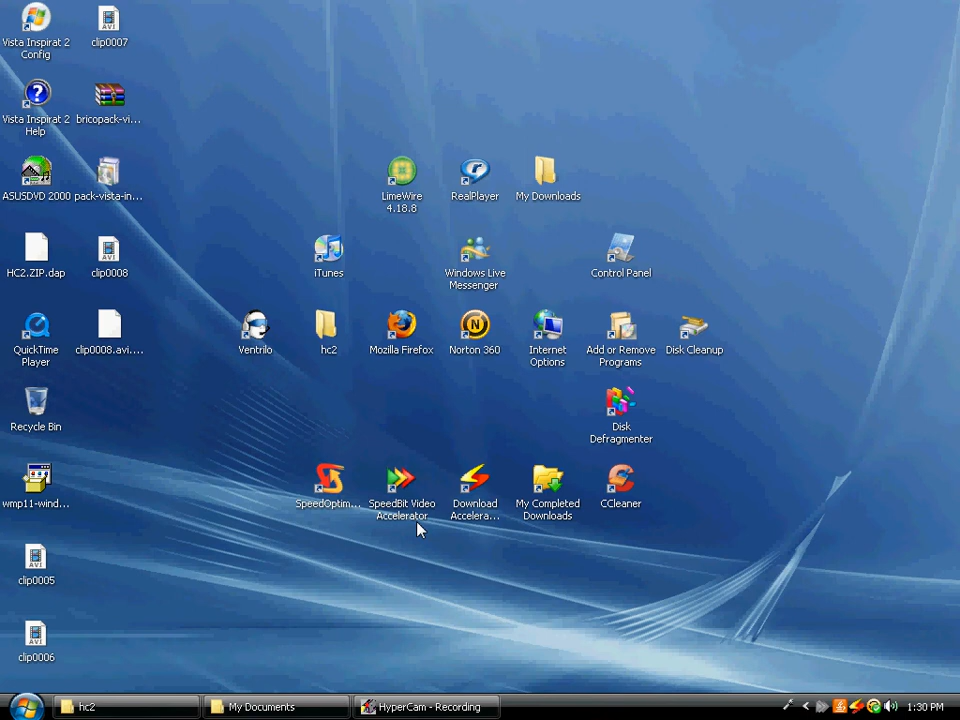 Vista Inspirat 2
Config
clip0007
Vista Inspirat 2
Help
bricopack-vi...
ASUSDVD 2000
pack-vista-in...
LimeWire
4.18.8
RealPlayer
My Downloads
HC2.ZIP.dap
clip0008
iTunes
Windows Live
Messenger
Control Panel
QuickTime
Player
clip0008.avi....
Ventrilo
hc2
Mozilla Firefox
Norton 360
Internet
Options
Add or Remove
Programs
Disk Cleanup
Recycle Bin
Disk
Defragmenter
wmp11-wind...
SpeedOptim...
SpeedBit Video
Accelerator
Download
Accelera...
My Completed
Downloads
CCleaner
clip0005
clip0006
hc2
My Documents
HyperCam - Recording
1:30 PM